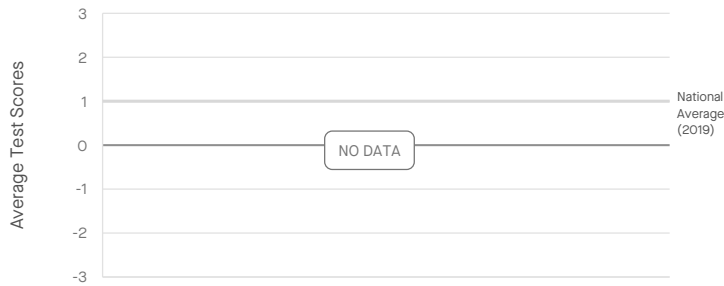 Average Test Scores
3
2
1
0
-1
-2
-3
NO DATA
National
Average
(2019)